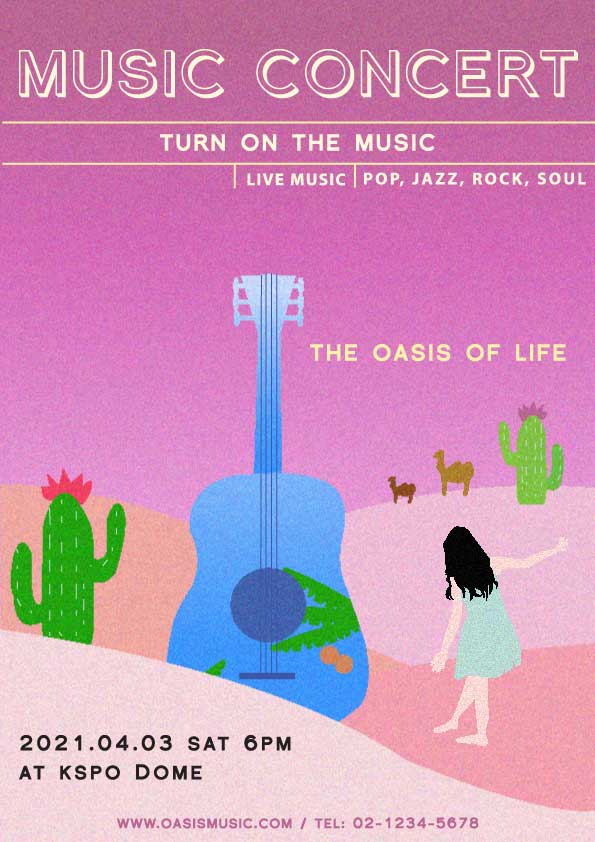 MUSIC CONCERT
TURN ON THE MUSIC
LIVE MUSIC | POP, JAZZ, ROCK, SOUL
THE OASIS OF LIFE
2021.04.03 SAT 6PM
AT KSPO DOME
WWW.OASISMUSIC.COM / TEL: 02-1234-5678